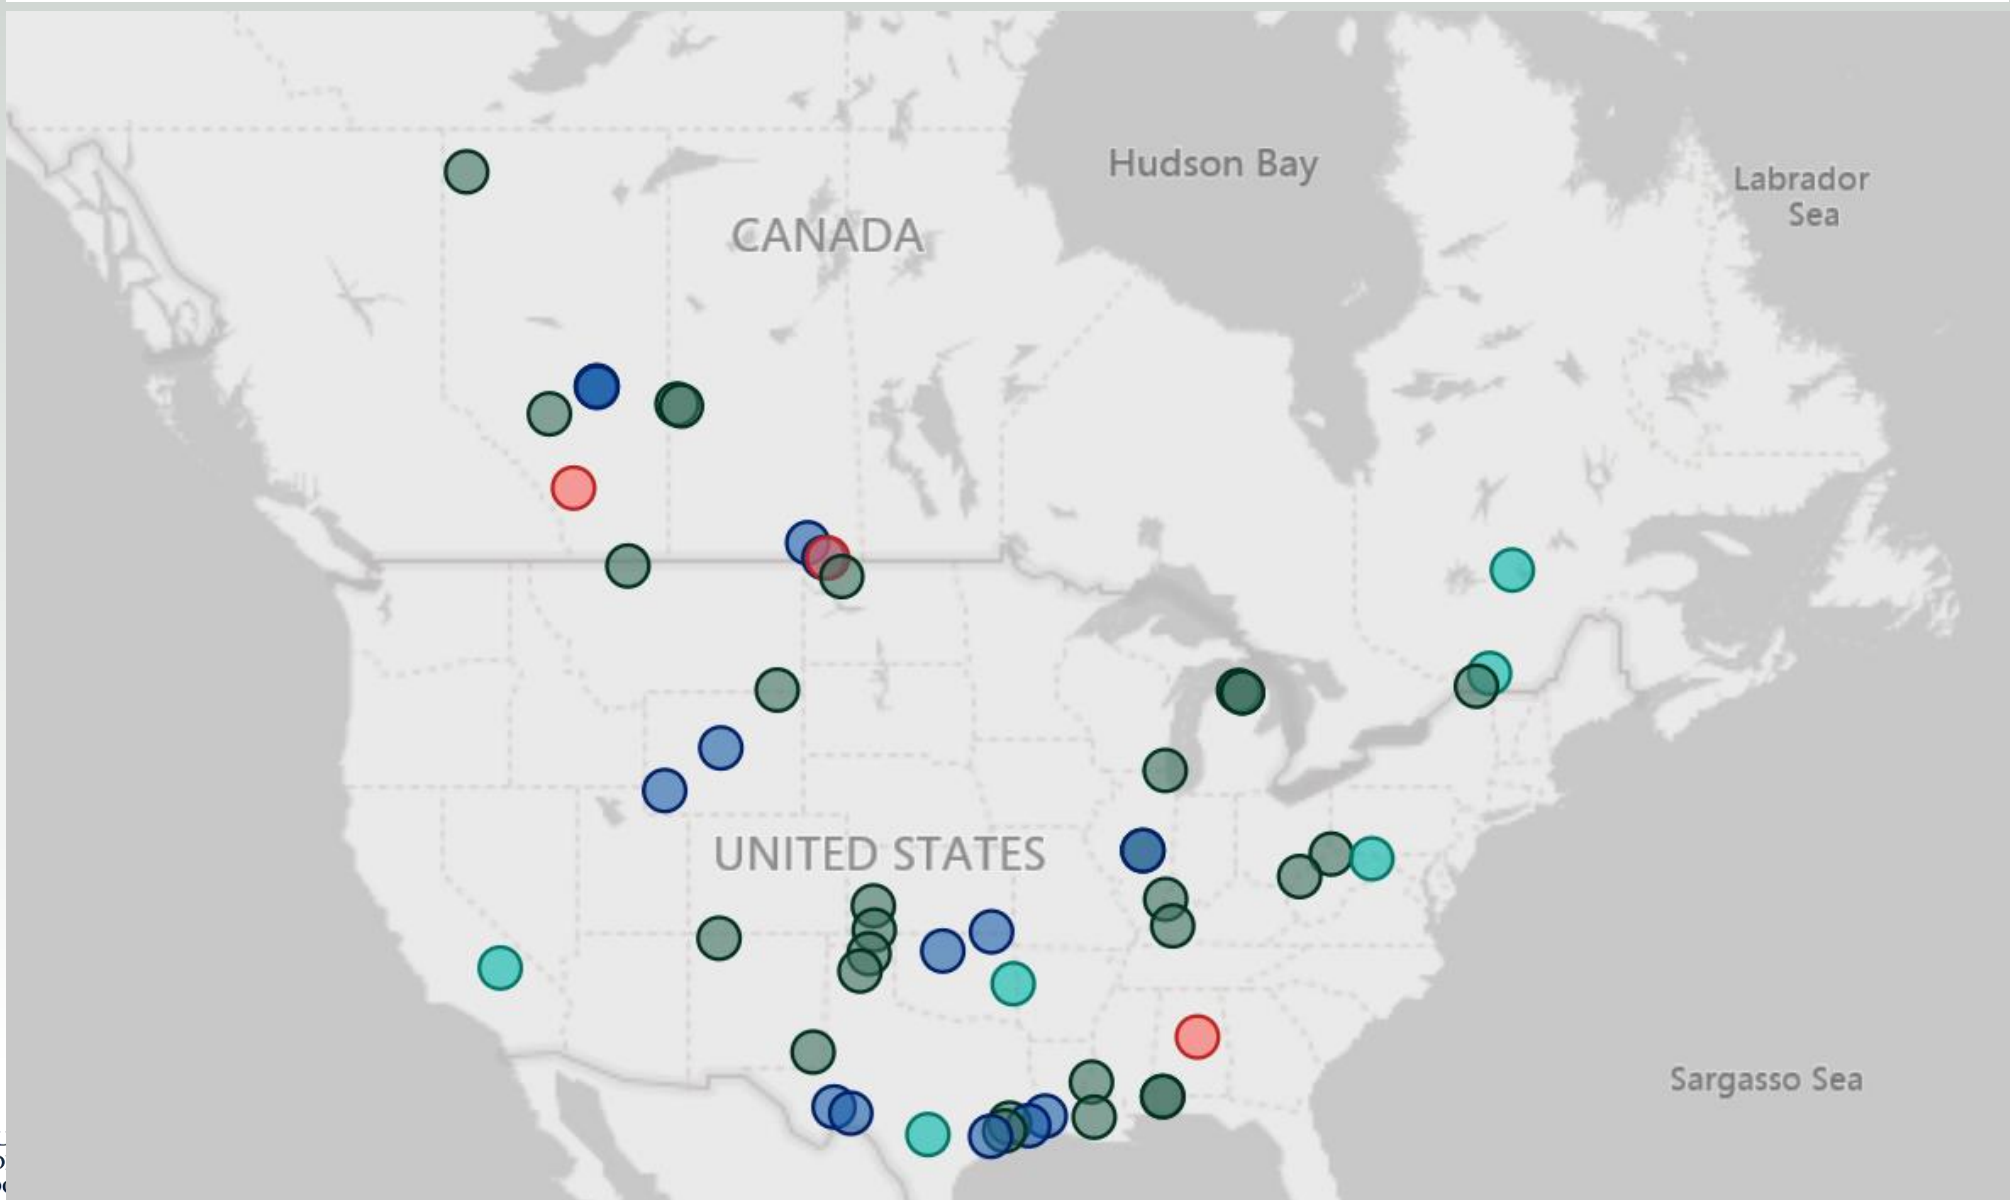 Hudson Bay
Labrador
Sea
CANADA
UNITED STATES
Sargasso Sea